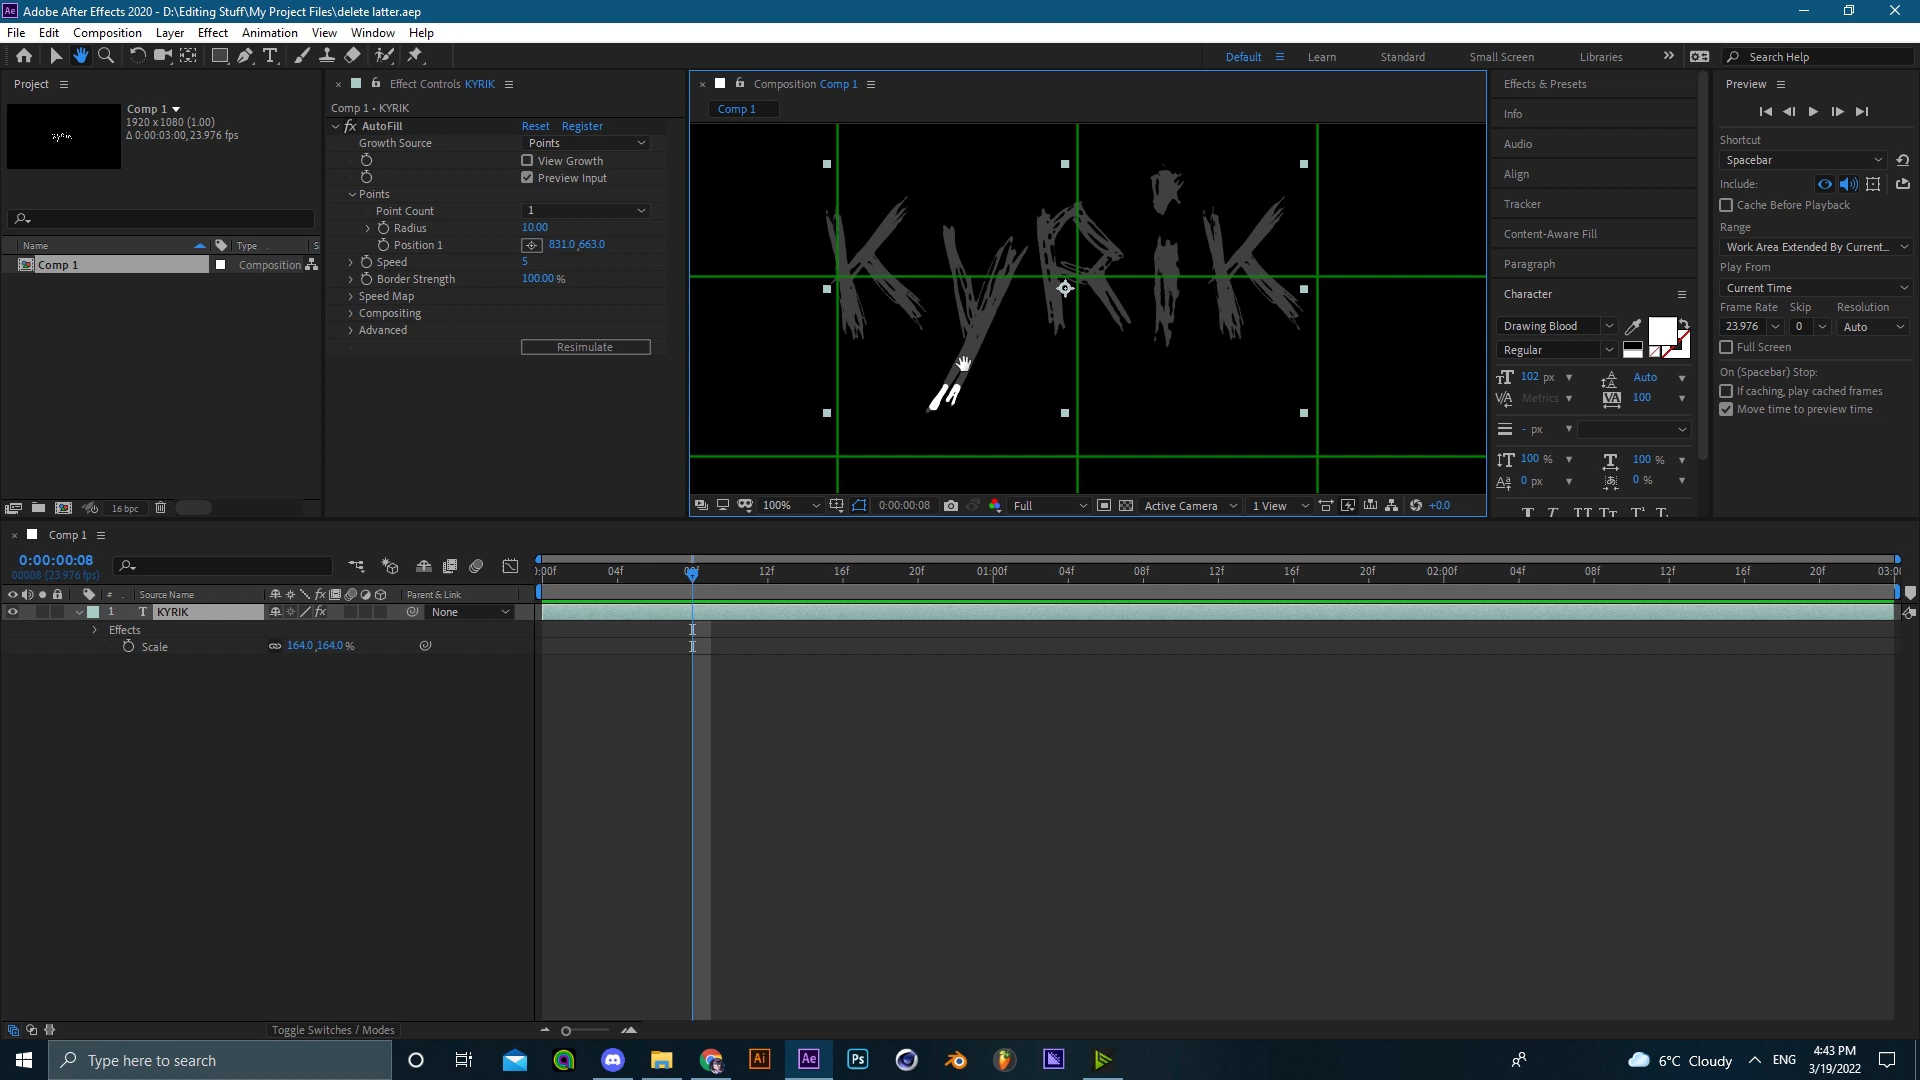 Adobe After Effects 2020 - D:\Editing Stuff\My Project Files\delete latter.aep
File Edit Composition Layer Effect Animation View Window Help
Default Learn Standard Small Screen Libraries Search Help
Project
Comp 1
1920 x 1080 (1.00)
Δ 0:00:03:00, 23.976 fps
Name Type S
Comp 1 Composition
16 bpc
Effect Controls KYRIK
Comp 1 • KYRIK
fx AutoFill Reset Register
Growth Source Points
View Growth
Preview Input
Points
Point Count 1
Radius 10.00
Position 1 831.0,663.0
Speed 5
Border Strength 100.00 %
Speed Map
Compositing
Advanced
Resimulate
Composition Comp 1
Comp 1
KyRiK
100% 0:00:00:08 Full Active Camera 1 View +0.0
Effects & Presets
Info
Audio
Align
Tracker
Content-Aware Fill
Paragraph
Character
Drawing Blood
Regular
102 px Auto
Metrics 100
- px
100 % 100 %
0 px 0 %
Preview
Shortcut
Spacebar
Include:
Cache Before Playback
Range
Work Area Extended By Current...
Play From
Current Time
Frame Rate Skip Resolution
23.976 0 Auto
Full Screen
On (Spacebar) Stop:
If caching, play cached frames
Move time to preview time
Comp 1
0:00:00:08
00008 (23.976 fps)
):00f 04f 08f 12f 16f 20f 01:00f 04f 08f 12f 16f 20f 02:00f 04f 08f 12f 16f 20f 03:00
# Source Name Parent & Link
1 T KYRIK None
Effects
Scale 164.0,164.0 %
Toggle Switches / Modes
Type here to search
Ai Ae Ps
6°C Cloudy ENG 4:43 PM
3/19/2022